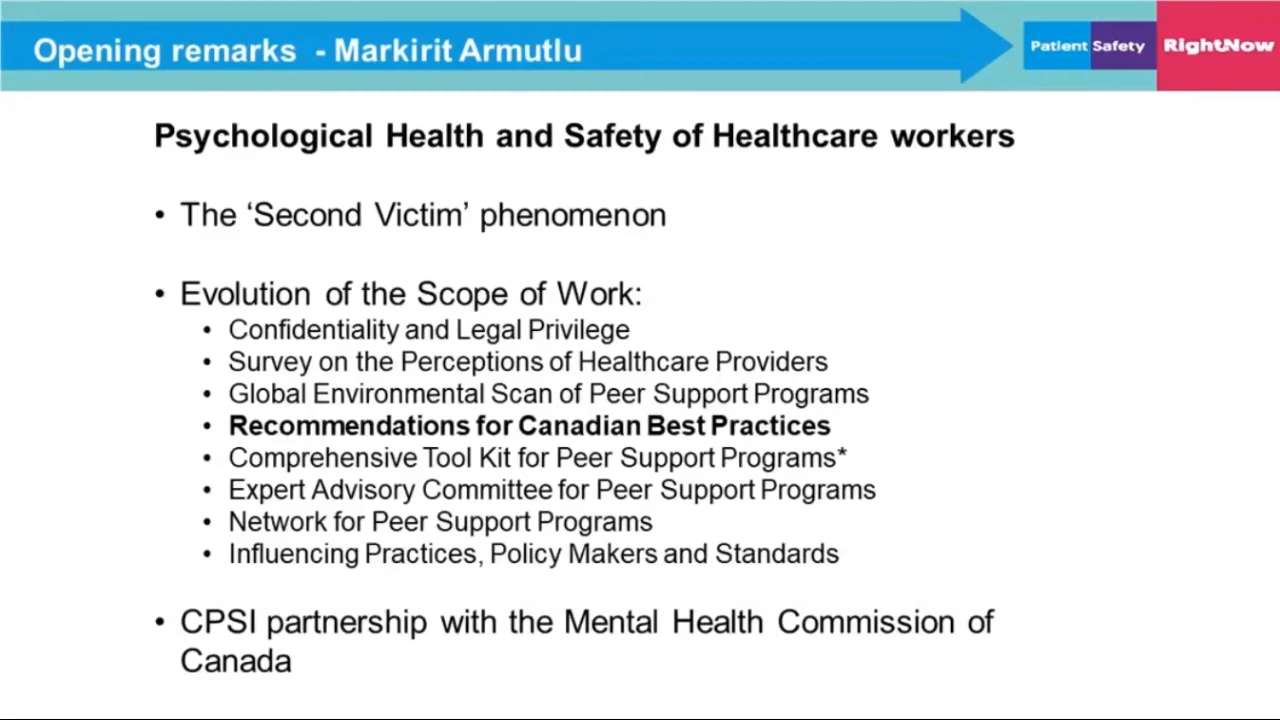 Opening remarks - Markirit Armutlu
Patient Safety RightNow
Psychological Health and Safety of Healthcare workers
• The ‘Second Victim’ phenomenon
• Evolution of the Scope of Work:
• Confidentiality and Legal Privilege
• Survey on the Perceptions of Healthcare Providers
• Global Environmental Scan of Peer Support Programs
• Recommendations for Canadian Best Practices
• Comprehensive Tool Kit for Peer Support Programs*
• Expert Advisory Committee for Peer Support Programs
• Network for Peer Support Programs
• Influencing Practices, Policy Makers and Standards
• CPSI partnership with the Mental Health Commission of
Canada